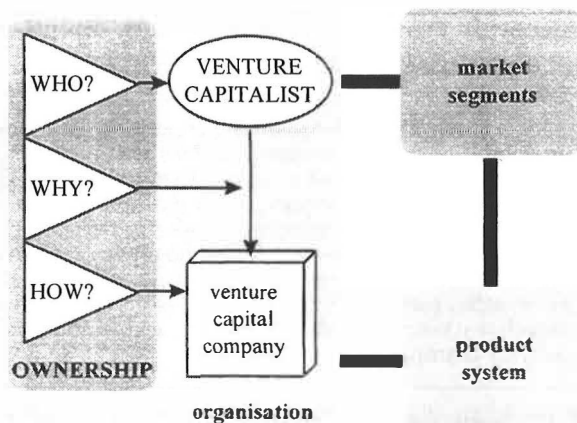 WHO?
VENTURE
CAPITALIST
market
segments
WHY?
HOW?
venture
capital
company
OWNERSHIP
product
system
organisation